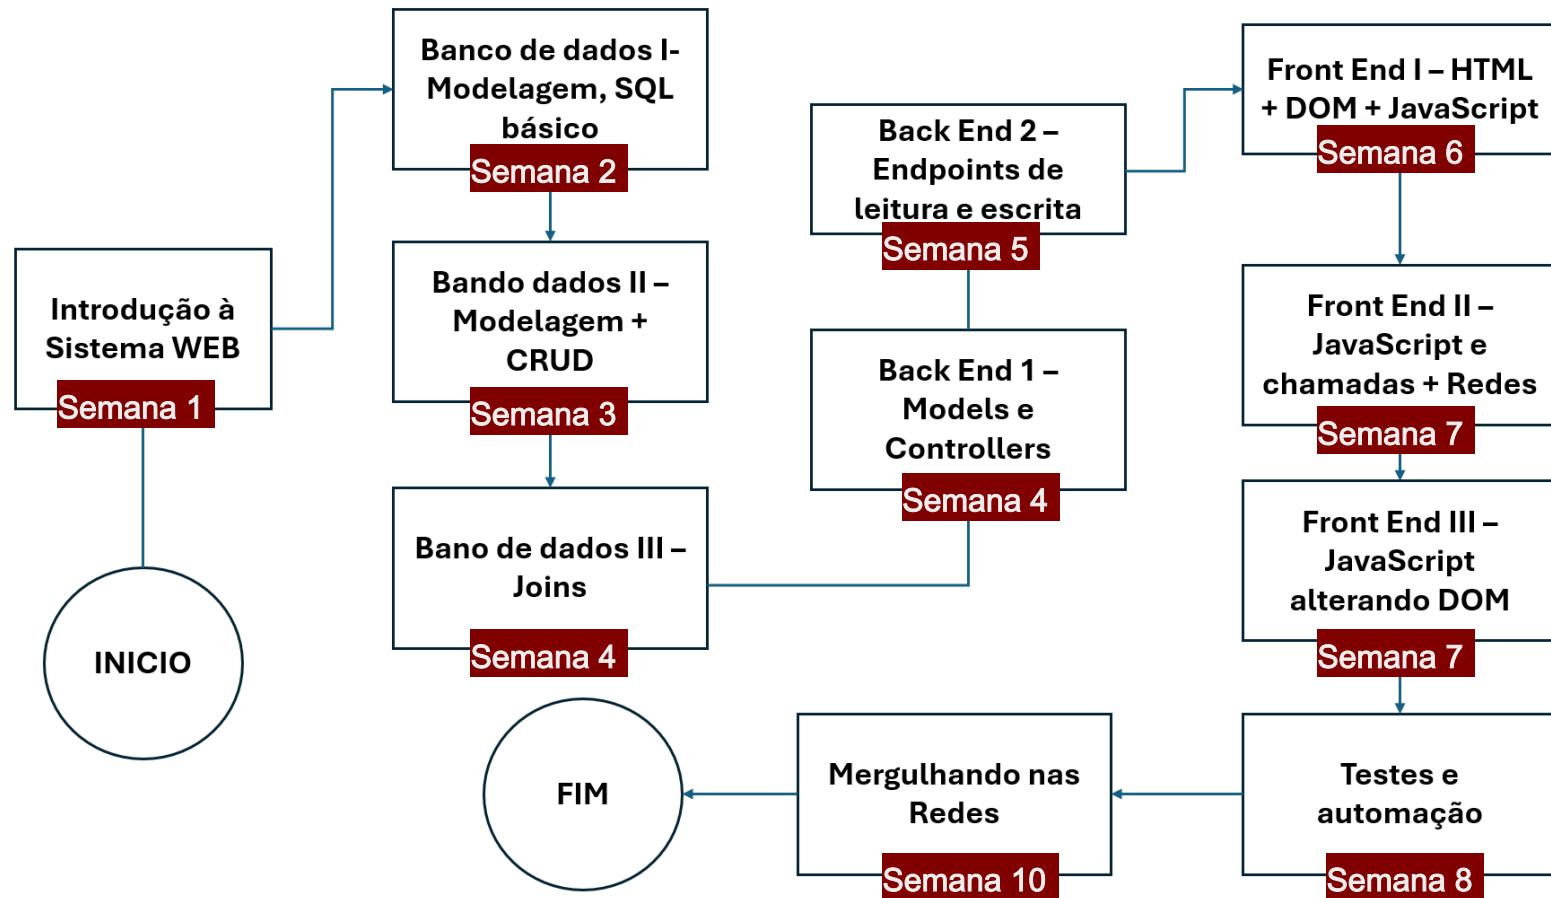 INICIO
Introdução à
Sistema WEB
Semana 1
Banco de dados I-
Modelagem, SQL
básico
Semana 2
Bando dados II –
Modelagem +
CRUD
Semana 3
Bano de dados III –
Joins
Semana 4
Back End 1 –
Models e
Controllers
Semana 4
Back End 2 –
Endpoints de
leitura e escrita
Semana 5
Front End I – HTML
+ DOM + JavaScript
Semana 6
Front End II –
JavaScript e
chamadas + Redes
Semana 7
Front End III –
JavaScript
alterando DOM
Semana 7
Testes e
automação
Semana 8
Mergulhando nas
Redes
Semana 10
FIM